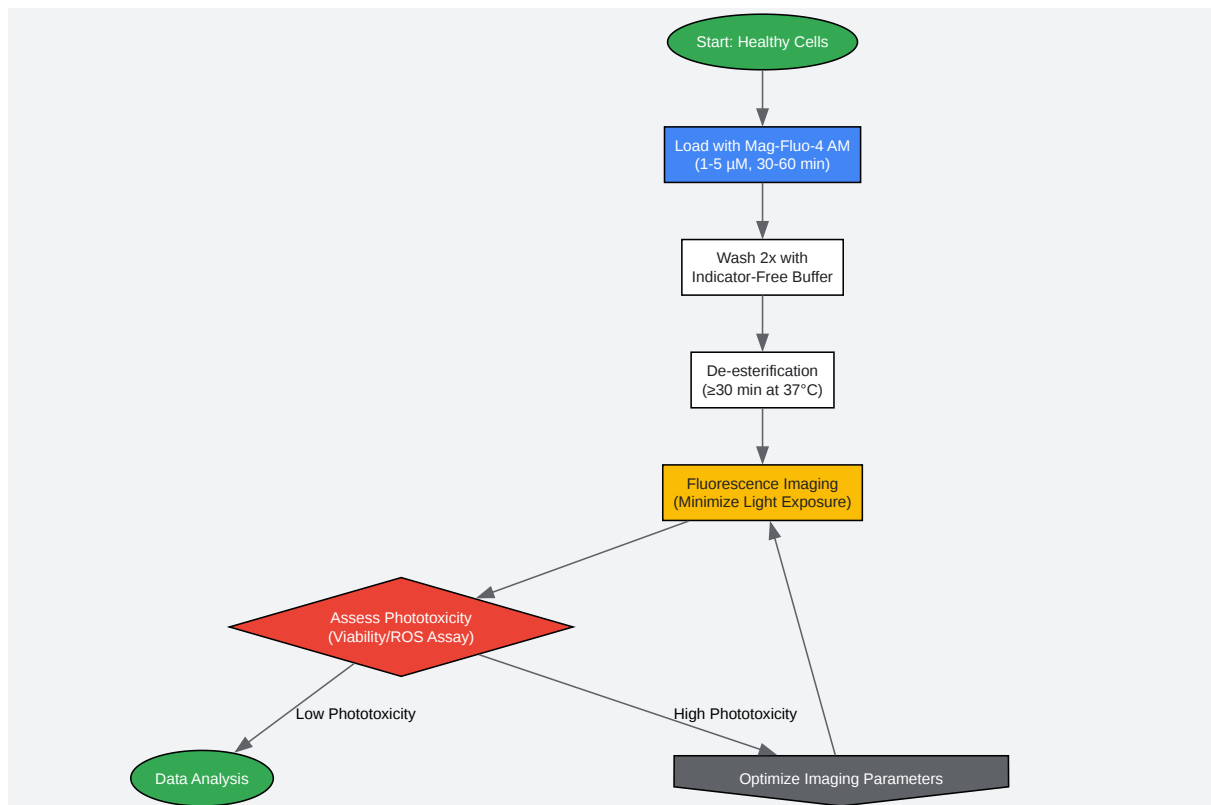 Start: Healthy Cells
Load with Mag-Fluo-4 AM
(1-5 µM, 30-60 min)
Wash 2x with
Indicator-Free Buffer
De-esterification
(≥30 min at 37°C)
Fluorescence Imaging
(Minimize Light Exposure)
Assess Phototoxicity
(Viability/ROS Assay)
Low Phototoxicity
High Phototoxicity
Data Analysis
Optimize Imaging Parameters